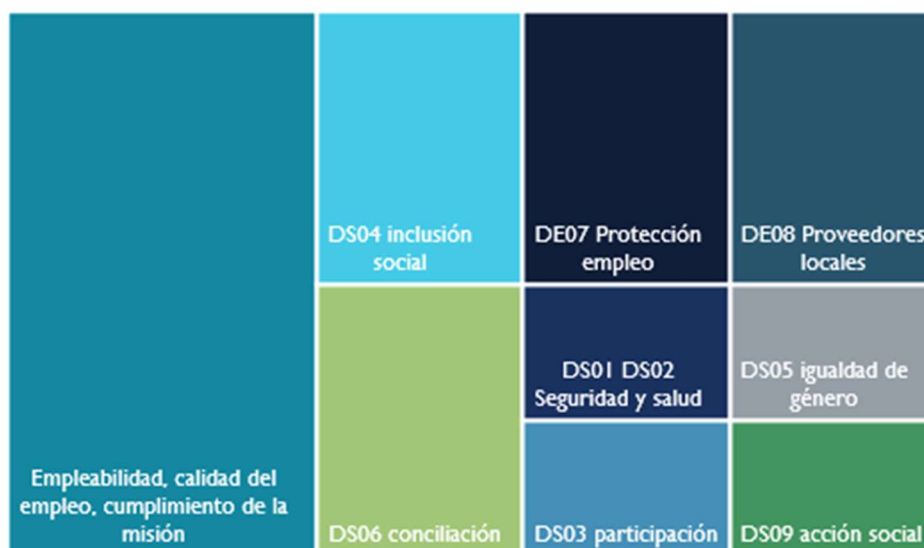 Empleabilidad, calidad del
empleo, cumplimiento de la
misión
DS04 inclusión
social
DS06 conciliación
DE07 Protección
empleo
DE08 Proveedores
locales
DS01 DS02
Seguridad y salud
DS05 igualdad de
género
DS03 participación
DS09 acción social